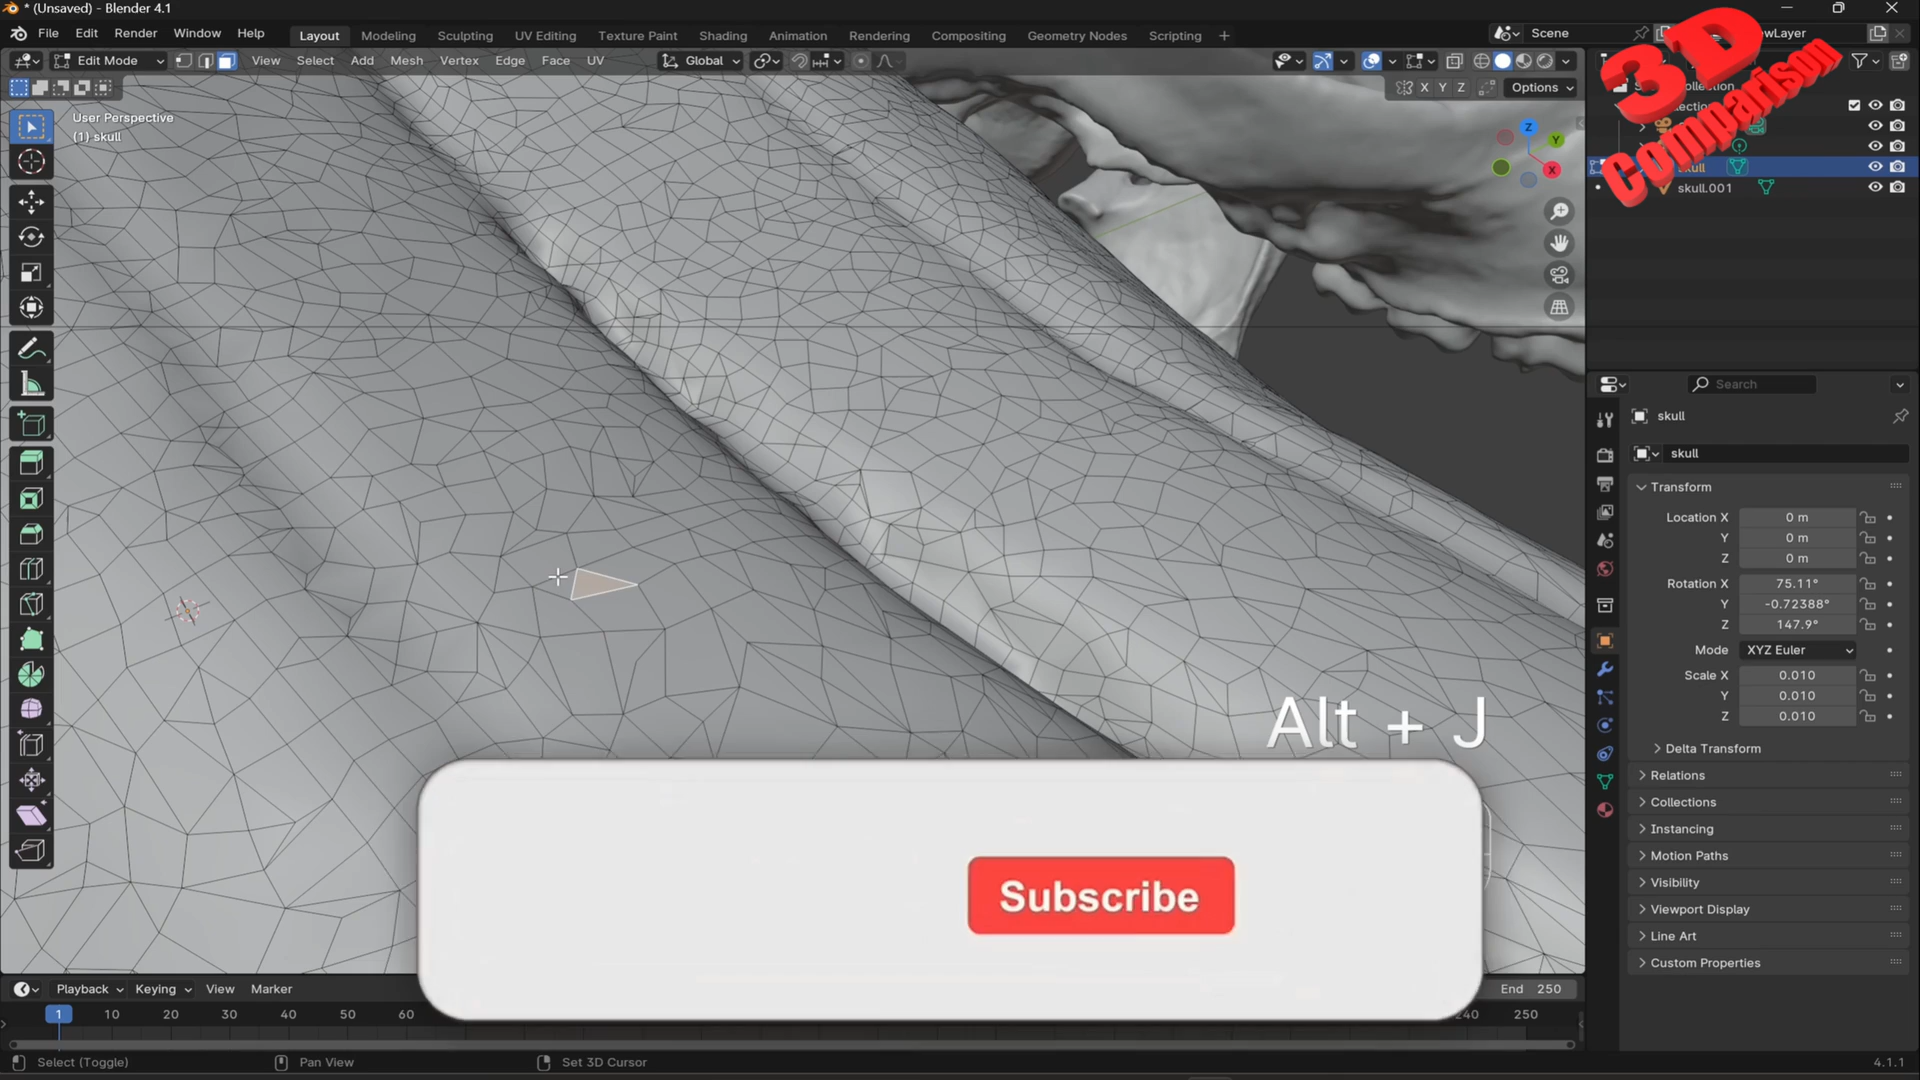 * (Unsaved) - Blender 4.1
File Edit Render Window Help Layout Modeling Sculpting UV Editing Texture Paint Shading Animation Rendering Compositing Geometry Nodes Scripting + Scene
Edit Mode View Select Add Mesh Vertex Edge Face UV Global
X Y Z Options
User Perspective
(1) skull
Z
Y
X
3D
Comparison
skull.001
Search
skull
skull
Transform
Location X 0 m
Y 0 m
Z 0 m
Rotation X 75.11°
Y -0.72388°
Z 147.9°
Mode XYZ Euler
Scale X 0.010
Y 0.010
Z 0.010
Delta Transform
Relations
Collections
Instancing
Motion Paths
Visibility
Viewport Display
Line Art
Custom Properties
Alt + J
Subscribe
Playback Keying View Marker End 250
1 10 20 30 40 50 60 240 250
Select (Toggle) Pan View Set 3D Cursor 4.1.1